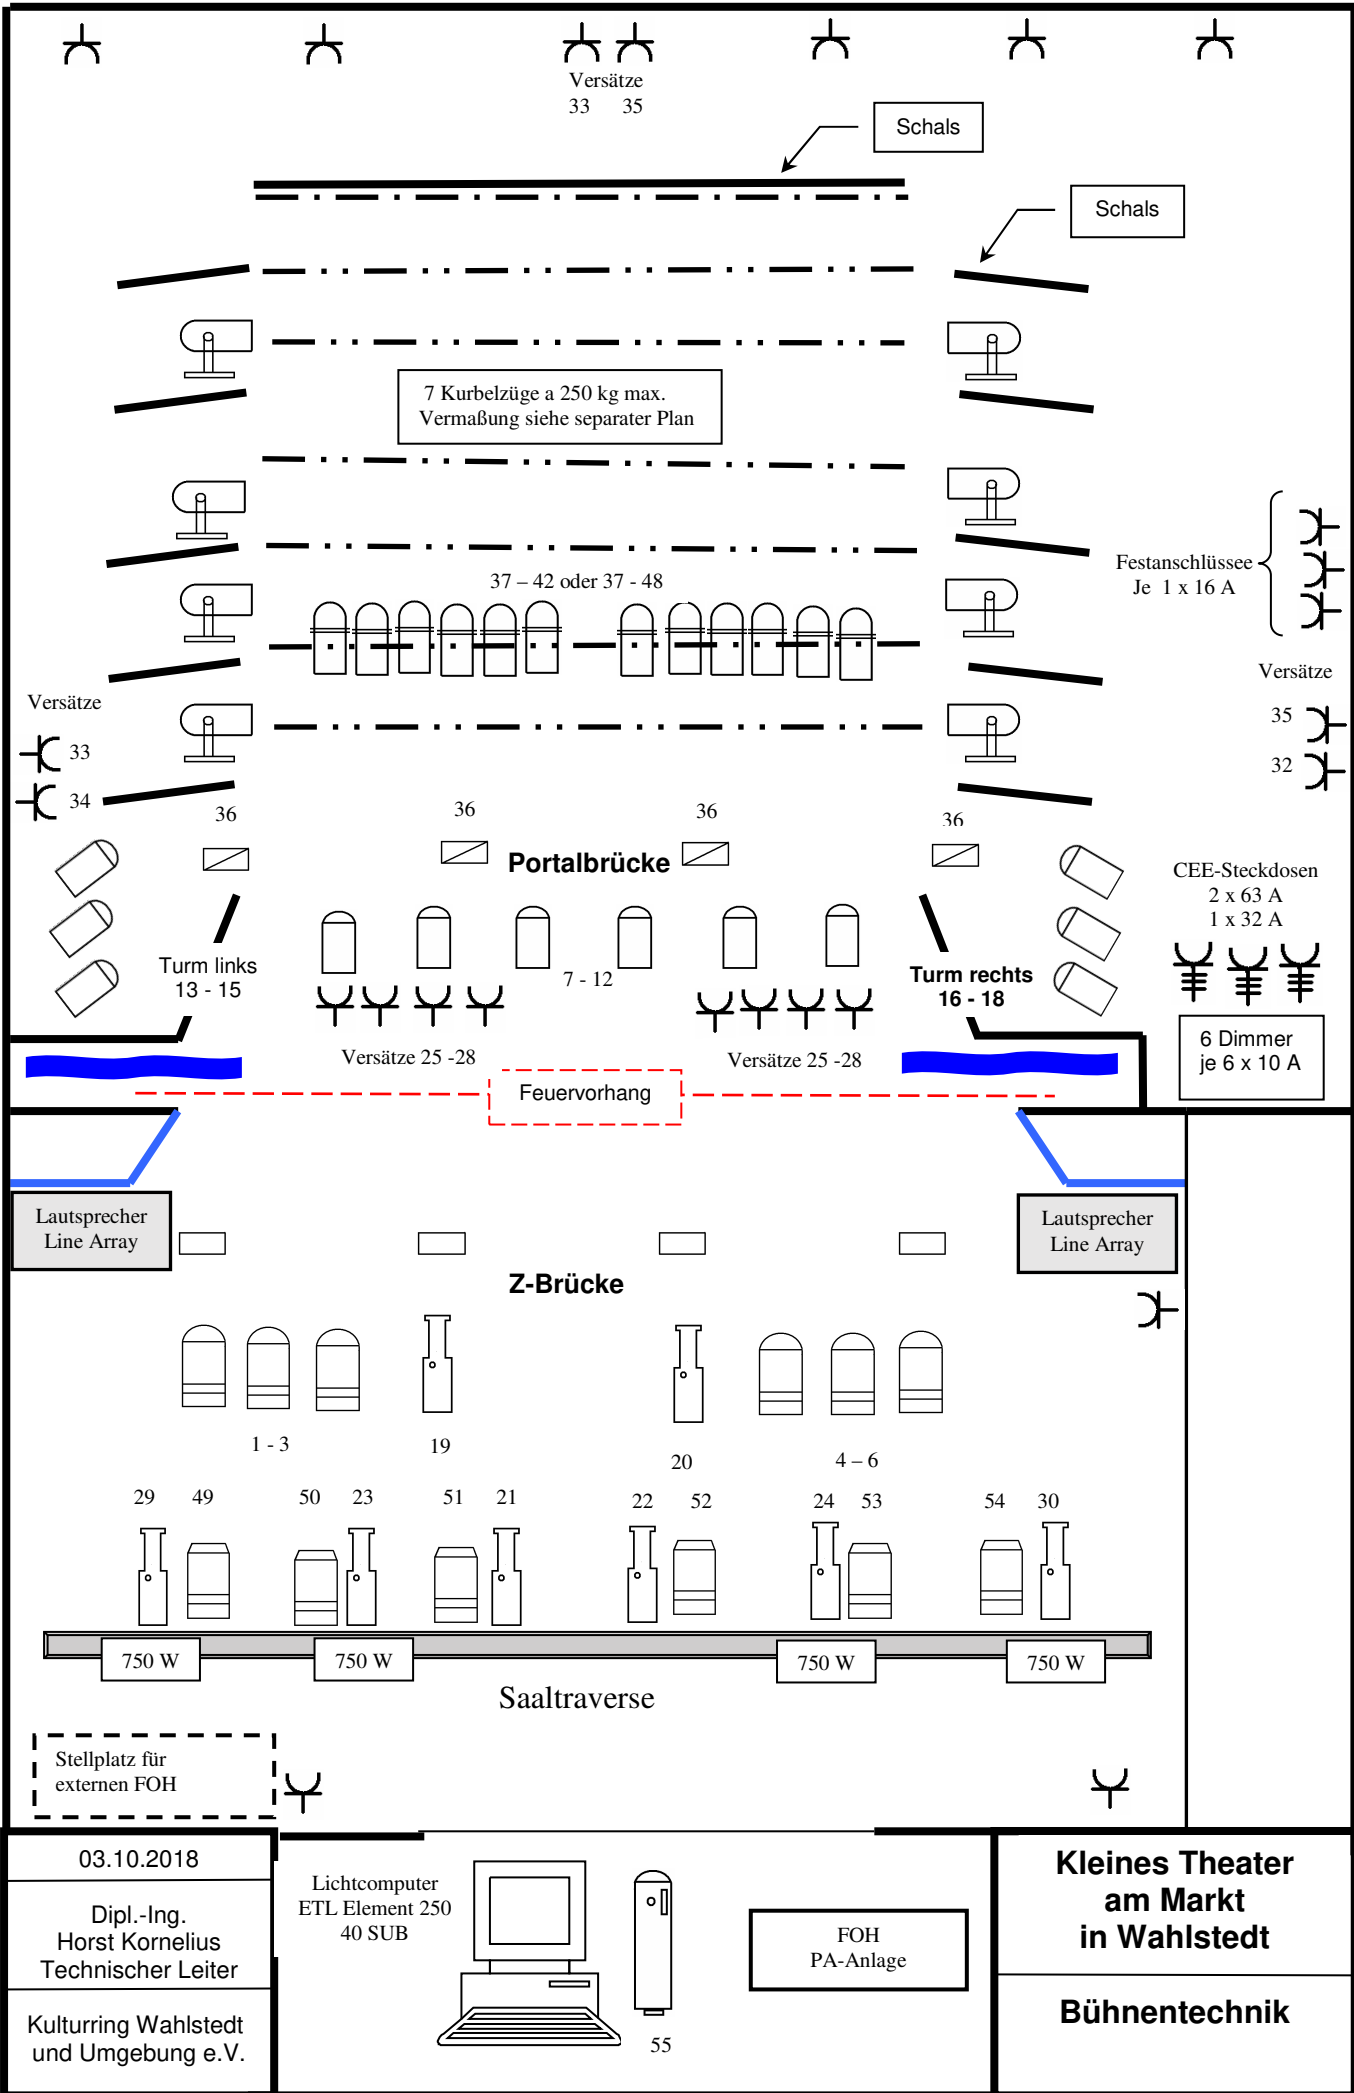 Versätze
33 35
Schals
Schals
7 Kurbelzüge a 250 kg max.
Vermaßung siehe separater Plan
Festanschlüssee
Je 1 x 16 A
37 – 42 oder 37 - 48
Versätze
35
32
Versätze
33
34
36
36
36
36
Portalbrücke
CEE-Steckdosen
2 x 63 A
1 x 32 A
Turm links
13 - 15
7 - 12
Turm rechts
16 - 18
Versätze 25 -28
Versätze 25 -28
6 Dimmer
je 6 x 10 A
Feuervorhang
Lautsprecher
Line Array
Lautsprecher
Line Array
Z-Brücke
1 - 3
19
20
4 – 6
29 49 50 23 51 21 22 52 24 53 54 30
750 W
750 W
750 W
750 W
Saaltraverse
Stellplatz für
externen FOH
03.10.2018
Dipl.-Ing.
Horst Kornelius
Technischer Leiter
Kulturring Wahlstedt
und Umgebung e.V.
Lichtcomputer
ETL Element 250
40 SUB
55
FOH
PA-Anlage
Kleines Theater
am Markt
in Wahlstedt
Bühnentechnik